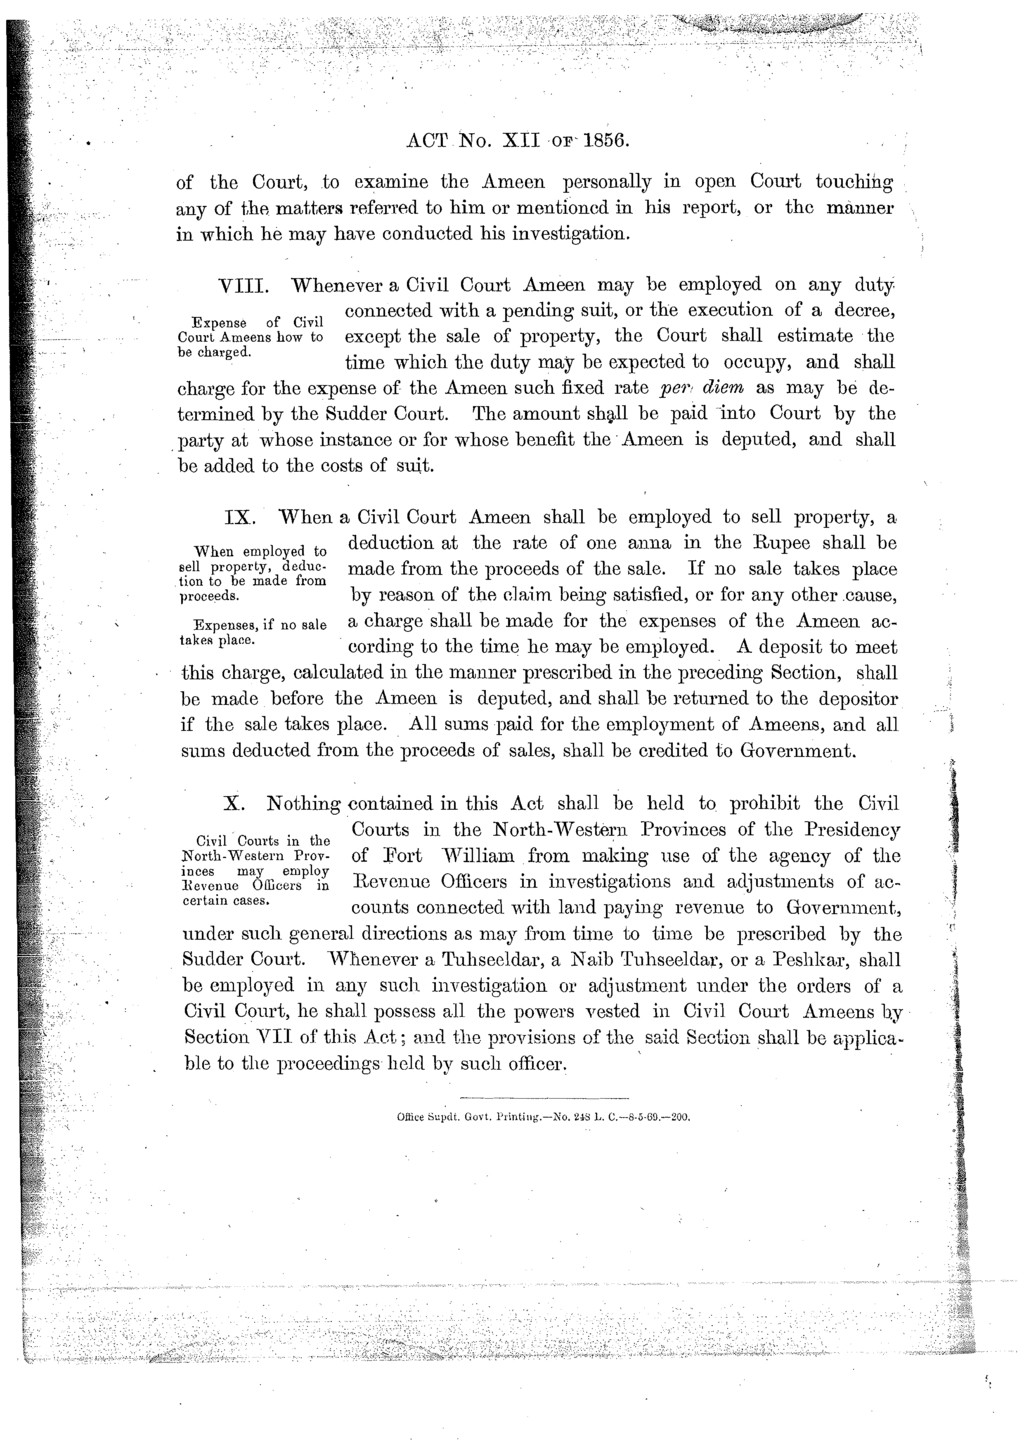 ACT No. XII OF 1856.
of the Court, to examine the Ameen personally in open Court touching
any of the matters referred to him or mentioned in his report, or the manner
in which he may have conducted his investigation.
VIII. Whenever a Civil Court Ameen may be employed on any duty
Expense of Civil
Court Ameens how to
be charged.
connected with a pending suit, or the execution of a decree,
except the sale of property, the Court shall estimate the
time which the duty may be expected to occupy, and shall
charge for the expense of the Ameen such fixed rate per diem as may be de-
termined by the Sudder Court. The amount shall be paid into Court by the
party at whose instance or for whose benefit the Ameen is deputed, and shall
be added to the costs of suit.
IX. When a Civil Court Ameen shall be employed to sell property, a
When employed to
sell property, deduc-
tion to be made from
proceeds.
Expenses, if no sale
takes place.
deduction at the rate of one anna in the Rupee shall be
made from the proceeds of the sale. If no sale takes place
by reason of the claim being satisfied, or for any other cause,
a charge shall be made for the expenses of the Ameen ac-
cording to the time he may be employed. A deposit to meet
this charge, calculated in the manner prescribed in the preceding Section, shall
be made before the Ameen is deputed, and shall be returned to the depositor
if the sale takes place. All sums paid for the employment of Ameens, and all
sums deducted from the proceeds of sales, shall be credited to Government.
X. Nothing contained in this Act shall be held to prohibit the Civil
Civil Courts in the
North-Western Prov-
inces may employ
Revenue Officers in
certain cases.
Courts in the North-Western Provinces of the Presidency
of Fort William from making use of the agency of the
Revenue Officers in investigations and adjustments of ac-
counts connected with land paying revenue to Government,
under such general directions as may from time to time be prescribed by the
Sudder Court. Whenever a Tuhseeldar, a Naib Tuhseeldar, or a Peshkar, shall
be employed in any such investigation or adjustment under the orders of a
Civil Court, he shall possess all the powers vested in Civil Court Ameens by
Section VII of this Act; and the provisions of the said Section shall be applica-
ble to the proceedings held by such officer.
Office Supdt. Govt. Printing.—No. 248 L. C.—8-5-69.—200.